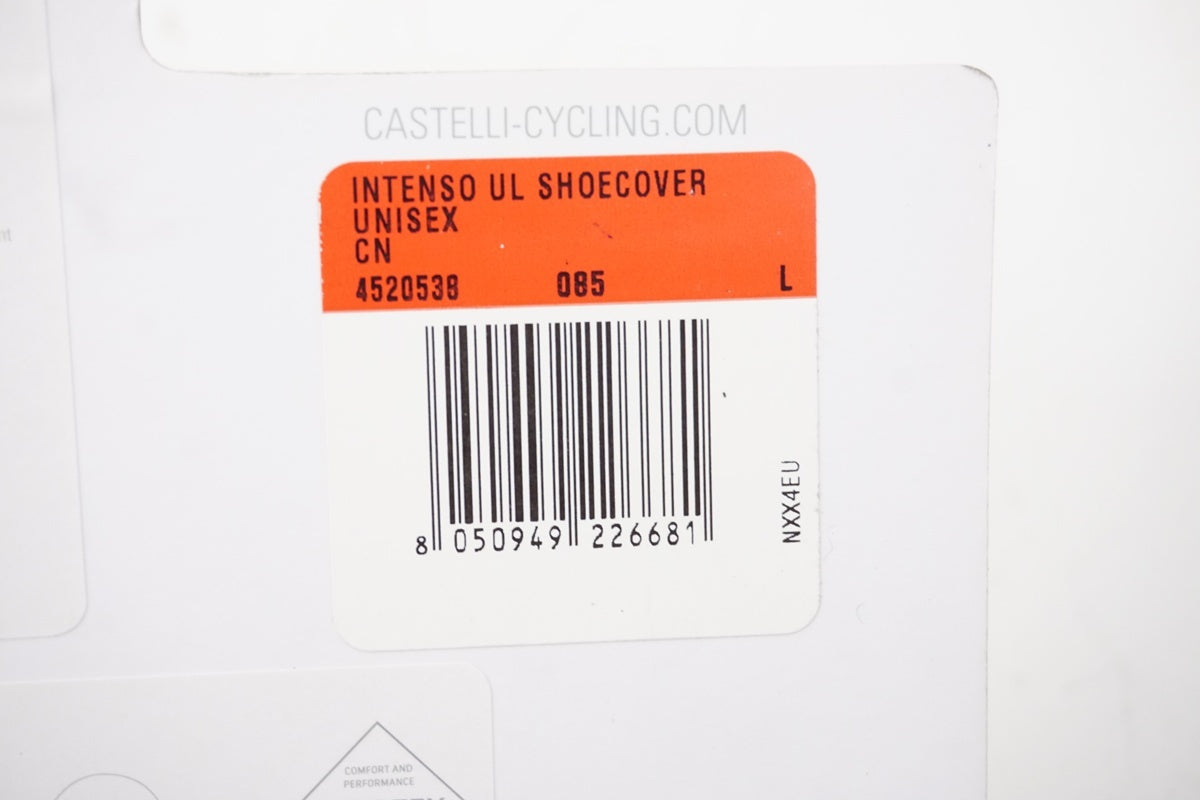 CASTELLI-CYCLING.COM
INTENSO UL SHOECOVER
UNISEX
CN
4520538 085 L
8 050949 226681
NXX4EU
COMFORT AND
PERFORMANCE